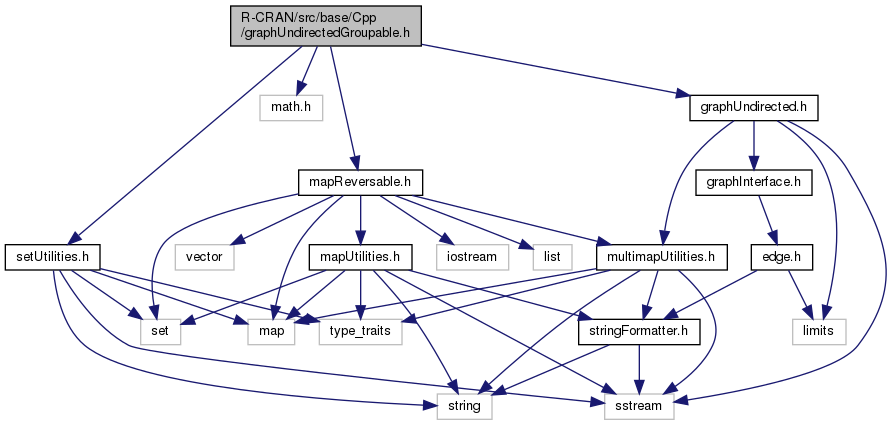 R-CRAN/src/base/Cpp
/graphUndirectedGroupable.h
math.h
graphUndirected.h
mapReversable.h
graphInterface.h
setUtilities.h
vector
mapUtilities.h
iostream
list
multimapUtilities.h
edge.h
set
map
type_traits
stringFormatter.h
limits
string
sstream